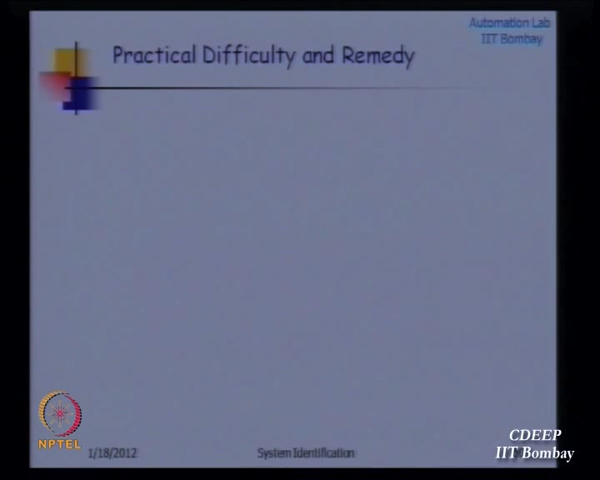 Automation Lab
IIT Bombay
Practical Difficulty and Remedy
NPTEL
1/18/2012
System Identification
CDEEP
IIT Bombay